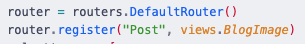 router = routers.DefaultRouter()
router.register("Post", views.BlogImage)